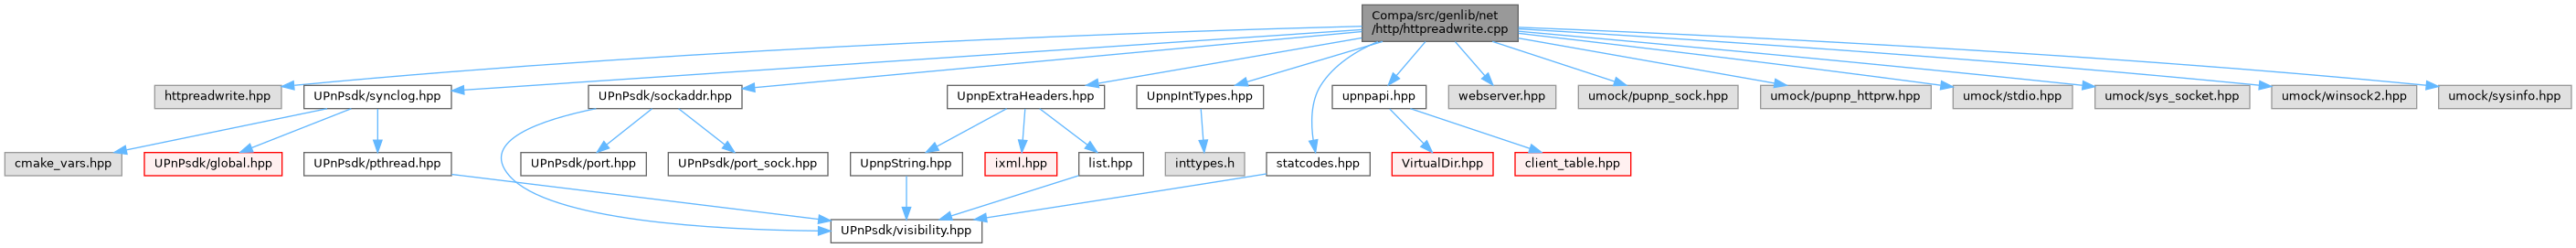 Compa/src/genlib/net
/http/httpreadwrite.cpp
httpreadwrite.hpp
UPnPsdk/synclog.hpp
UPnPsdk/sockaddr.hpp
UpnpExtraHeaders.hpp
UpnpIntTypes.hpp
upnpapi.hpp
webserver.hpp
umock/pupnp_sock.hpp
umock/pupnp_httprw.hpp
umock/stdio.hpp
umock/sys_socket.hpp
umock/winsock2.hpp
umock/sysinfo.hpp
cmake_vars.hpp
UPnPsdk/global.hpp
UPnPsdk/pthread.hpp
UPnPsdk/port.hpp
UPnPsdk/port_sock.hpp
UpnpString.hpp
ixml.hpp
list.hpp
inttypes.h
statcodes.hpp
VirtualDir.hpp
client_table.hpp
UPnPsdk/visibility.hpp